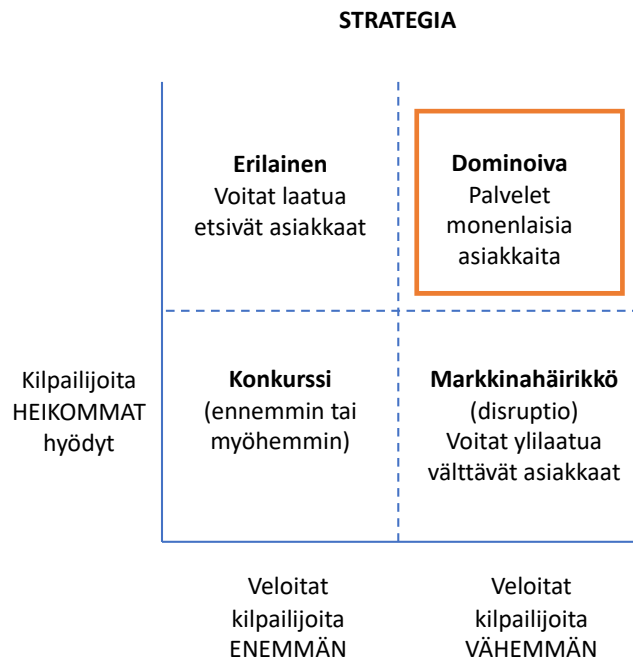 STRATEGIA
Erilainen
Voitat laatua
etsivät asiakkaat
Dominoiva
Palvelet
monenlaisia
asiakkaita
Kilpailijoita
HEIKOMMAT
hyödyt
Konkurssi
(ennemmin tai
myöhemmin)
Markkinahäirikkö
(disruptio)
Voitat ylilaatua
välttävät asiakkaat
Veloitat
kilpailijoita
ENEMMÄN
Veloitat
kilpailijoita
VÄHEMMÄN